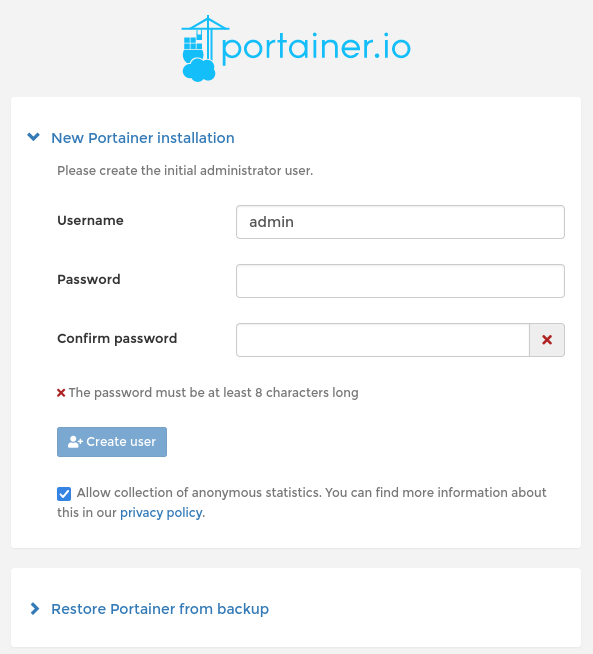 portainer.io
New Portainer installation
Please create the initial administrator user.
Username
admin
Password
Confirm password
The password must be at least 8 characters long
Create user
Allow collection of anonymous statistics. You can find more information about
this in our privacy policy.
Restore Portainer from backup